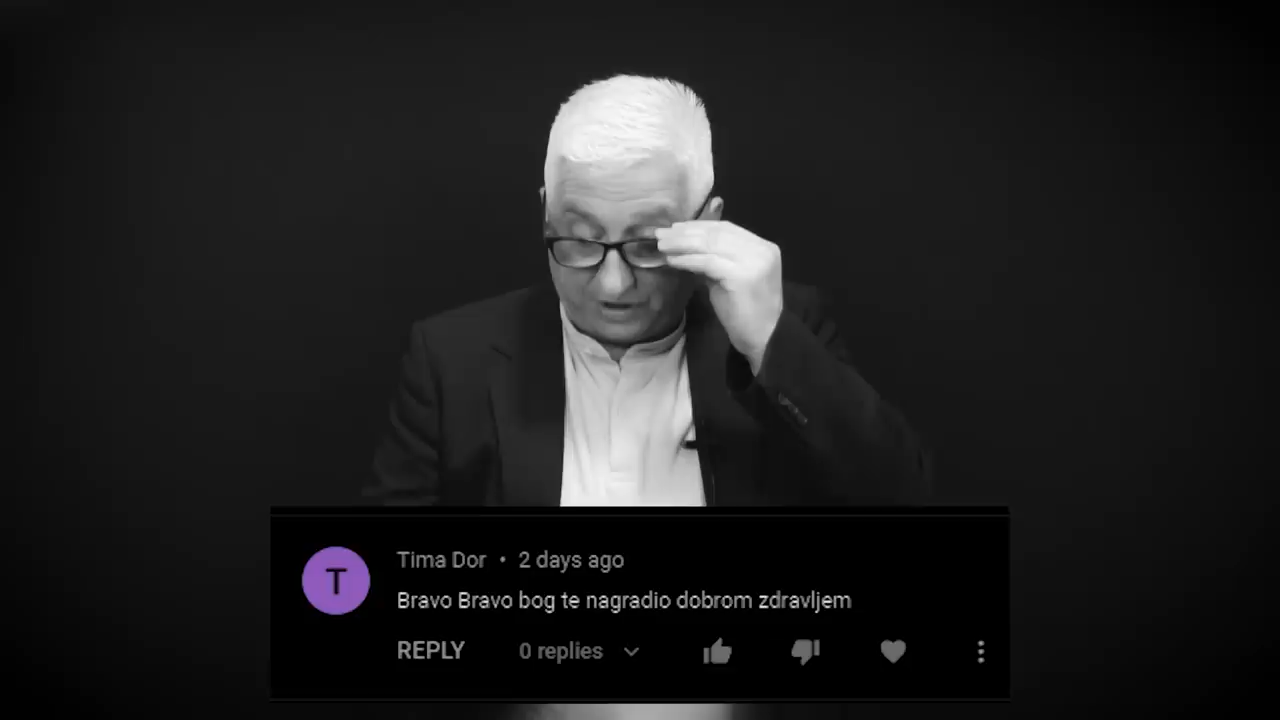 T
Tima Dor • 2 days ago
Bravo Bravo bog te nagradio dobrom zdravljem
REPLY 0 replies